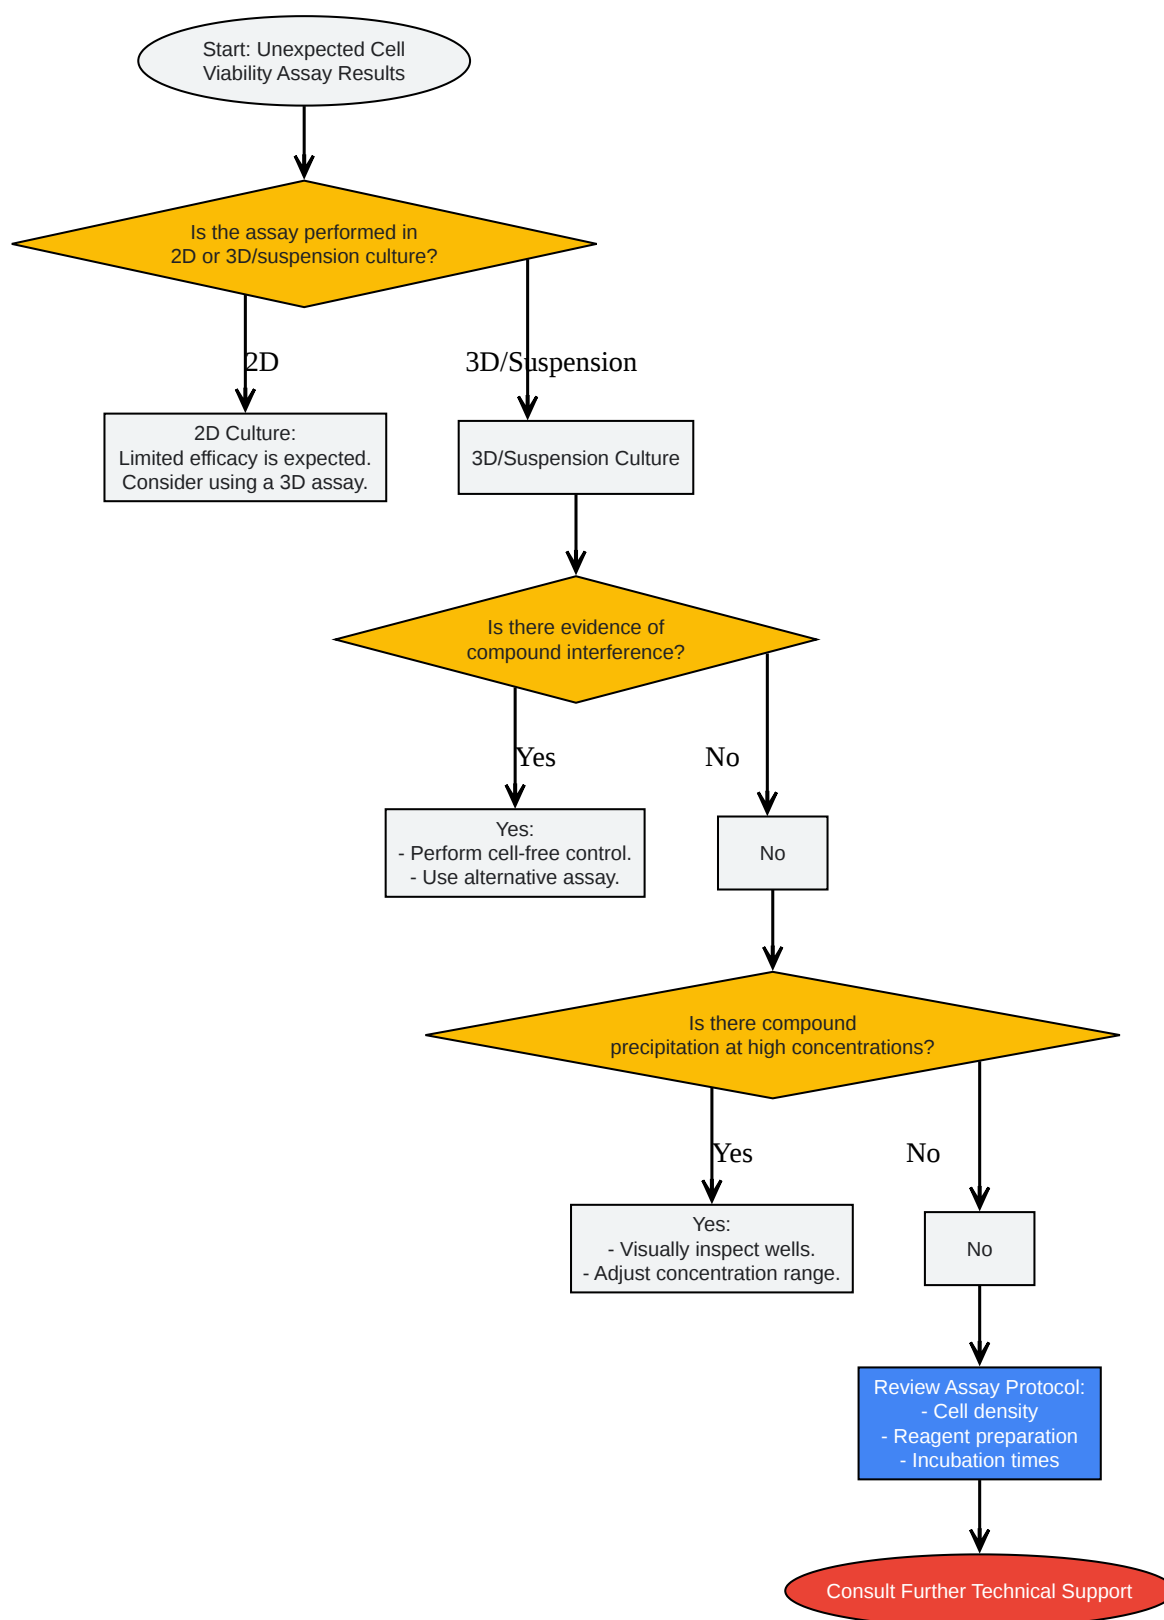 Start: Unexpected Cell
Viability Assay Results
Is the assay performed in
2D or 3D/suspension culture?
2D
3D/Suspension
2D Culture:
Limited efficacy is expected.
Consider using a 3D assay.
3D/Suspension Culture
Is there evidence of
compound interference?
Yes
No
Yes:
- Perform cell-free control.
- Use alternative assay.
No
Is there compound
precipitation at high concentrations?
Yes
No
Yes:
- Visually inspect wells.
- Adjust concentration range.
No
Review Assay Protocol:
- Cell density
- Reagent preparation
- Incubation times
Consult Further Technical Support